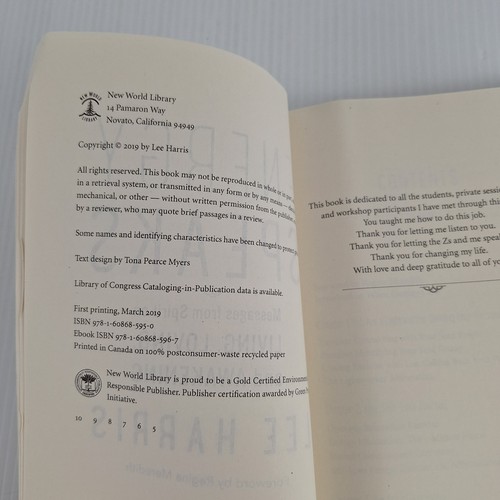 NEW WORLD LIBRARY
New World Library
14 Pamaron Way
Novato, California 94949
Copyright © 2019 by Lee Harris.
All rights reserved. This book may not be reproduced in whole or in part,
in a retrieval system, or transmitted in any form or by any means —
mechanical, or other — without written permission from the publisher,
by a reviewer, who may quote brief passages in a review.
Some names and identifying characteristics have been changed to protect
Text design by Tona Pearce Myers
Library of Congress Cataloging-in-Publication data is available.
First printing, March 2019
ISBN 978-1-60868-595-0
Ebook ISBN 978-1-60868-596-7
Printed in Canada on 100% postconsumer-waste recycled paper
New World Library is proud to be a Gold Certified
Responsible Publisher. Publisher certification awarded by Green
Initiative.
10 9 8 7 6 5
This book is dedicated to all the students, private
and workshop participants I have met through
You taught me how to do this job.
Thank you for letting me listen to you.
Thank you for letting the Zs and me
Thank you for changing my life.
With love and deep gratitude to all of